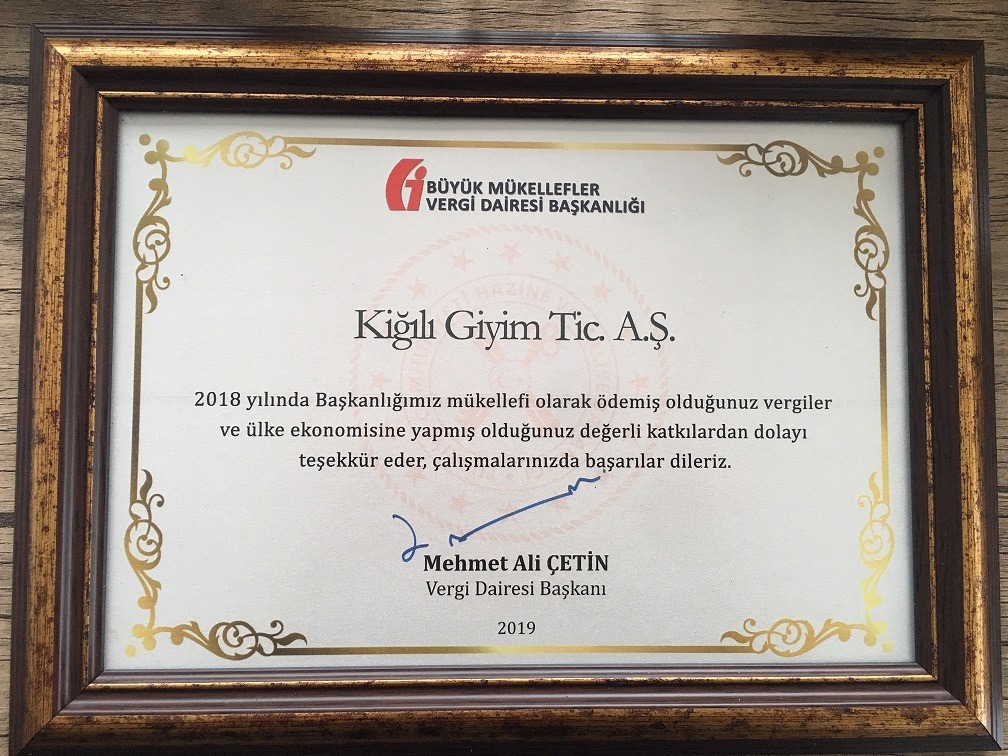 BÜYÜK MÜKELLEFLER
VERGİ DAİRESİ BAŞKANLIĞI
Kiğılı Giyim Tic. A.Ş.
2018 yılında Başkanlığımız mükellefi olarak ödemiş olduğunuz vergiler
ve ülke ekonomisine yapmış olduğunuz değerli katkılardan dolayı
teşekkür eder, çalışmalarınızda başarılar dileriz.
Mehmet Ali ÇETİN
Vergi Dairesi Başkanı
2019